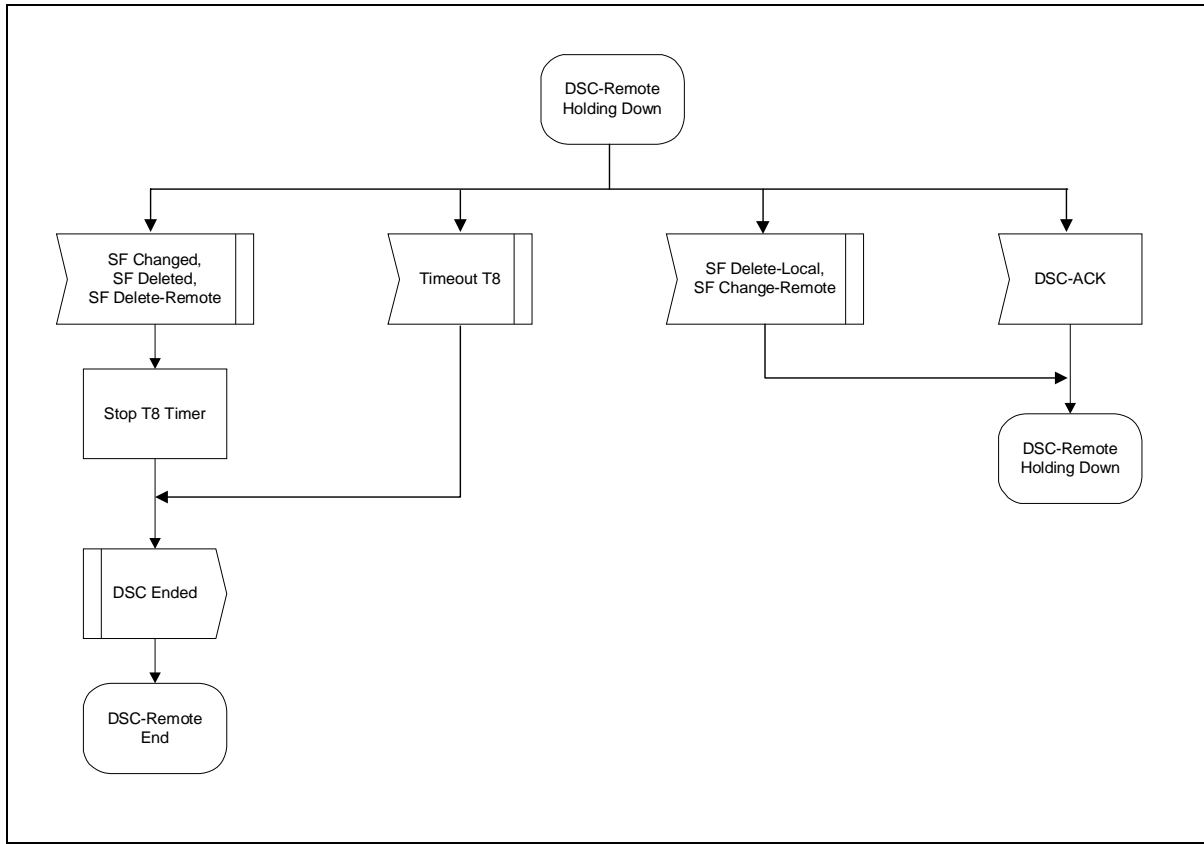 DSC-Remote
Holding Down
SF Changed,
SF Deleted,
SF Delete-Remote
Timeout T8
SF Delete-Local,
SF Change-Remote
DSC-ACK
Stop T8 Timer
DSC-Remote
Holding Down
DSC Ended
DSC-Remote
End